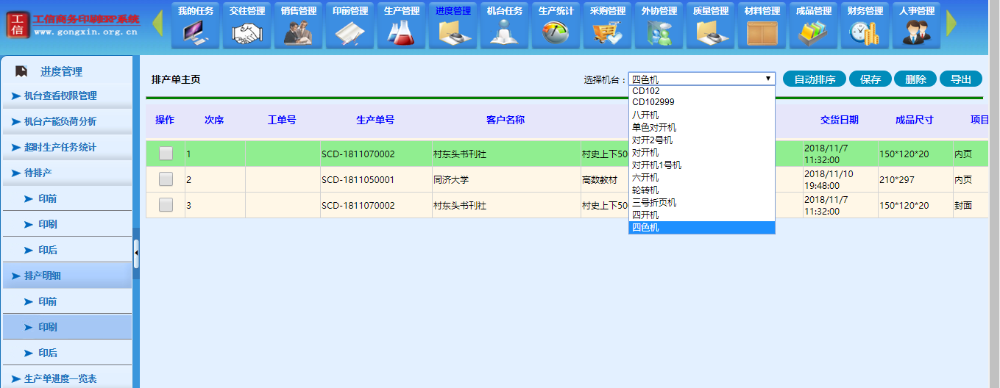 工信
工信商务印刷ERP系统
www.gongxin.org.cn
我的任务 交往管理 销售管理 印前管理 生产管理 进度管理 机台任务 生产统计 采购管理 外协管理 质量管理 材料管理 成品管理 财务管理 人事管理
进度管理
机台查看权限管理
机台产能负荷分析
超时生产任务统计
待排产
印前
印刷
印后
排产明细
印前
印刷
印后
生产单进度一览表
排产单主页
选择机台： 四色机
自动排序 保存 删除 导出
CD102
CD102999
八开机
单色对开机
对开2号机
对开机
对开机1号机
六开机
轮转机
三号折页机
四开机
四色机
操作 次序 工单号 生产单号 客户名称 交货日期 成品尺寸 项目
1 SCD-1811070002 村东头书刊社 村史上下50 2018/11/7 11:32:00 150*120*20 内页
2 SCD-1811050001 同济大学 高数教材 2018/11/10 19:48:00 210*297 内页
3 SCD-1811070002 村东头书刊社 村史上下50 2018/11/7 11:32:00 150*120*20 封面